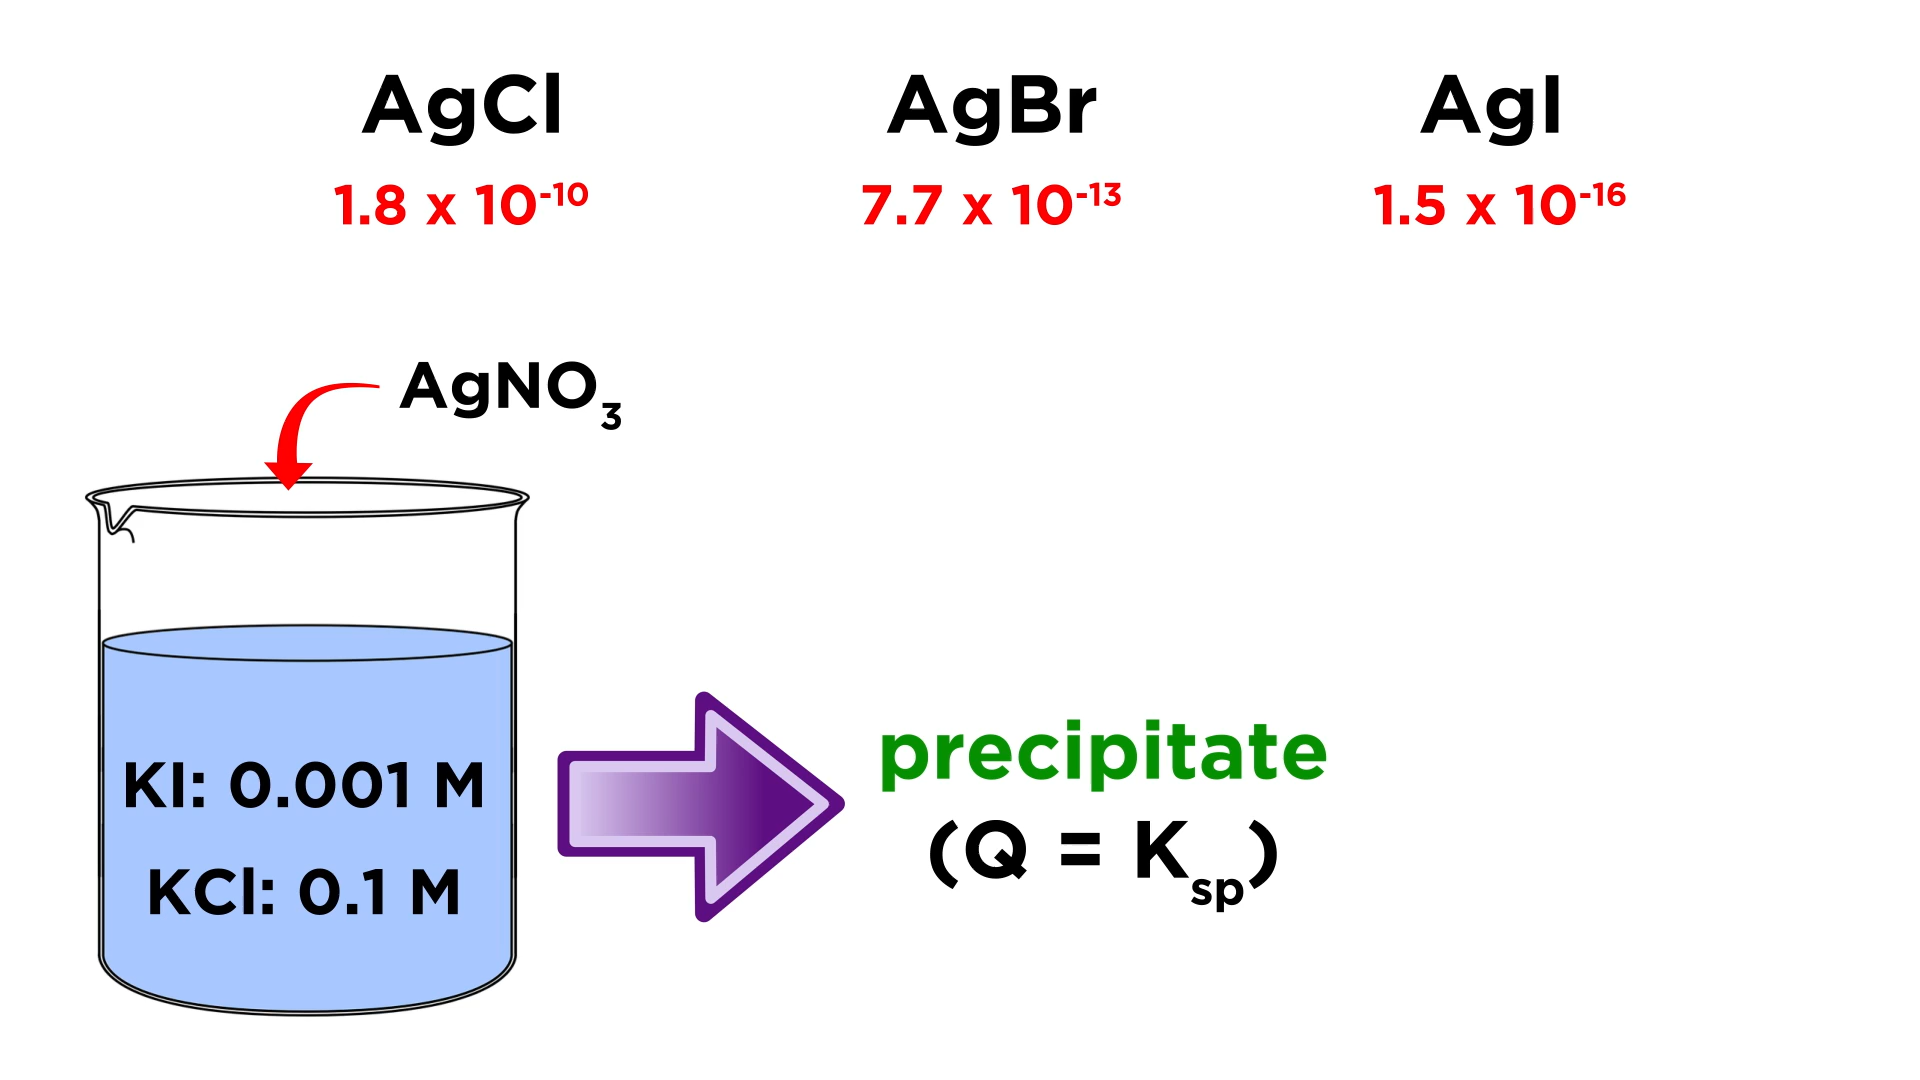 AgCl AgBr AgI
1.8 x 10⁻¹⁰ 7.7 x 10⁻¹³ 1.5 x 10⁻¹⁶
AgNO₃
KI: 0.001 M
KCl: 0.1 M
precipitate
(Q = Kₛₚ)